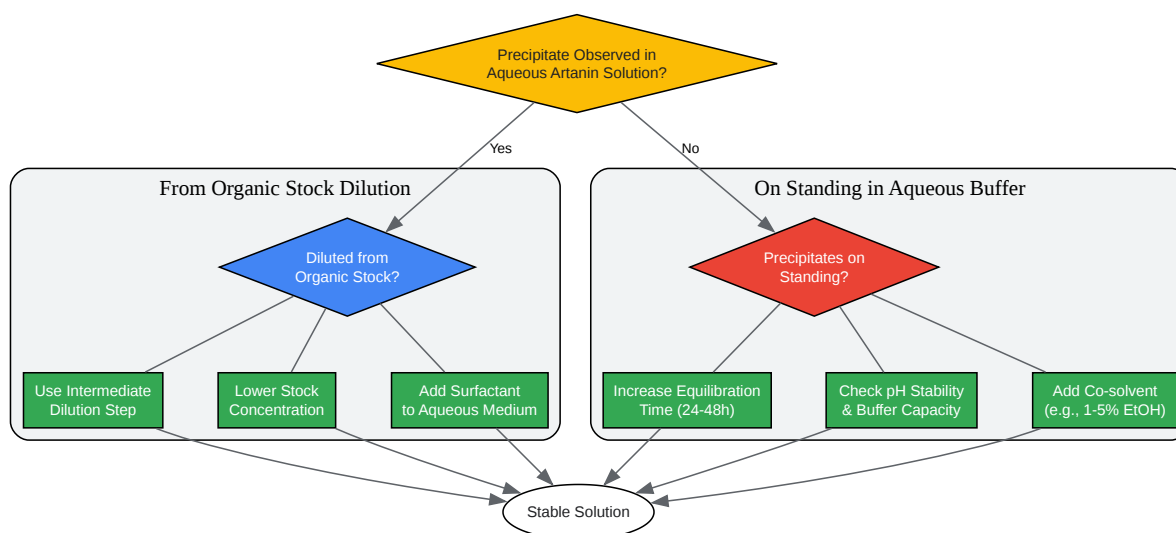 Precipitate Observed in
Aqueous Artanin Solution?
Yes
No
From Organic Stock Dilution
On Standing in Aqueous Buffer
Diluted from
Organic Stock?
Precipitates on
Standing?
Use Intermediate
Dilution Step
Lower Stock
Concentration
Add Surfactant
to Aqueous Medium
Increase Equilibration
Time (24-48h)
Check pH Stability
& Buffer Capacity
Add Co-solvent
(e.g., 1-5% EtOH)
Stable Solution